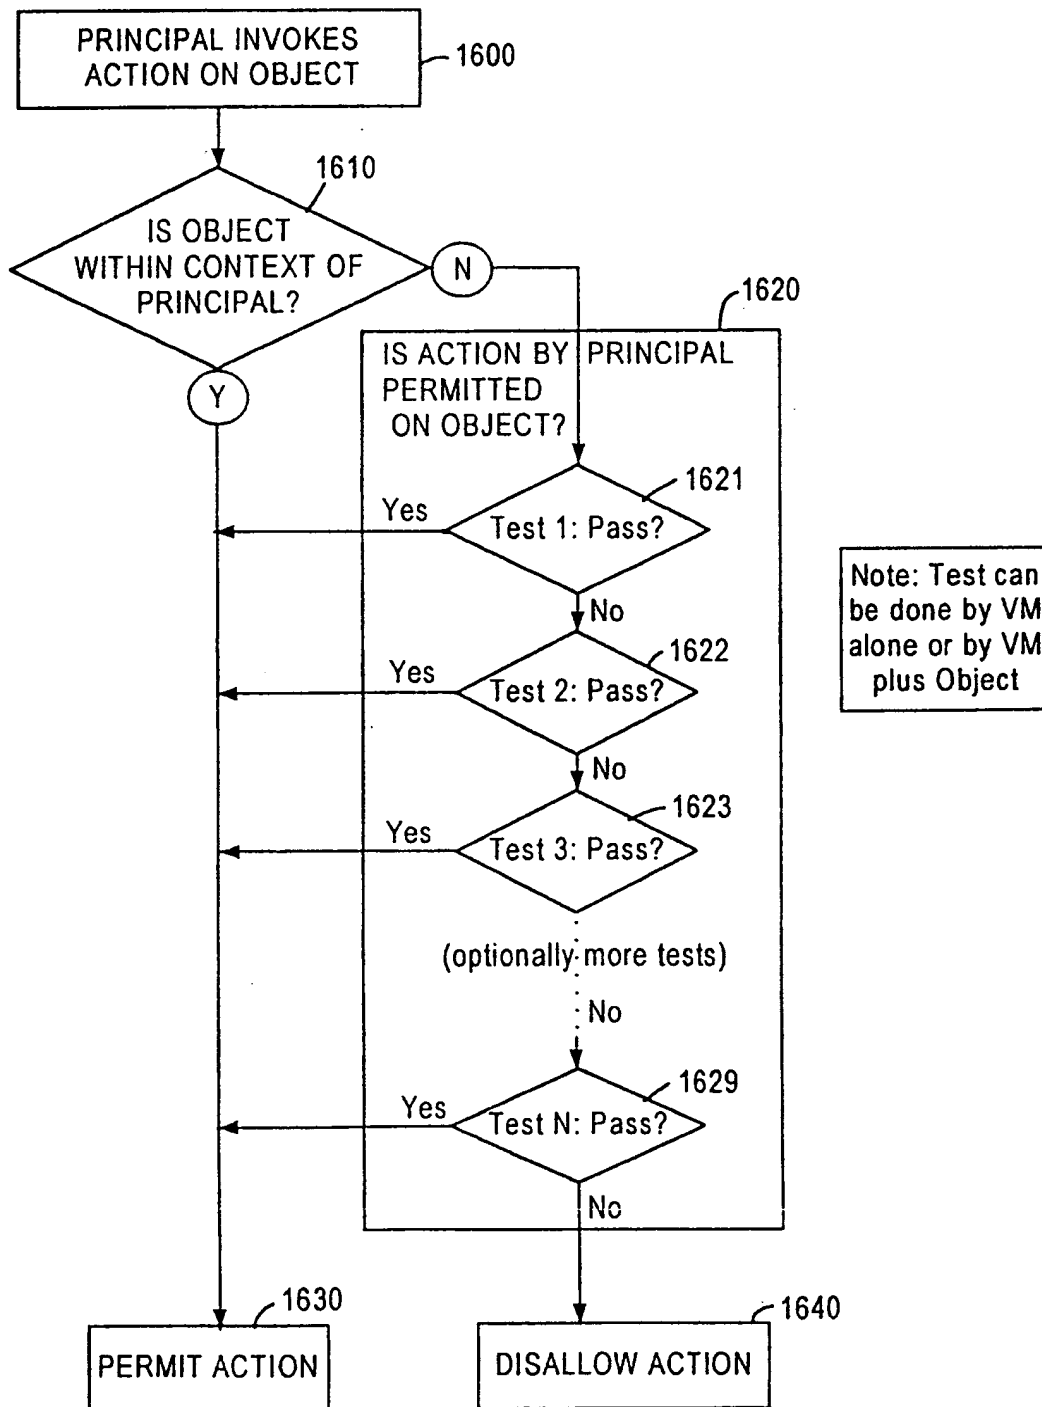 PRINCIPAL INVOKES
ACTION ON OBJECT
1600
1610
IS OBJECT
WITHIN CONTEXT OF
PRINCIPAL?
N
Y
1620
IS ACTION BY PRINCIPAL
PERMITTED
ON OBJECT?
1621
Yes
Test 1: Pass?
No
1622
Yes
Test 2: Pass?
No
1623
Yes
Test 3: Pass?
(optionally more tests)
No
1629
Yes
Test N: Pass?
No
Note: Test can
be done by VM
alone or by VM
plus Object
1630
PERMIT ACTION
1640
DISALLOW ACTION